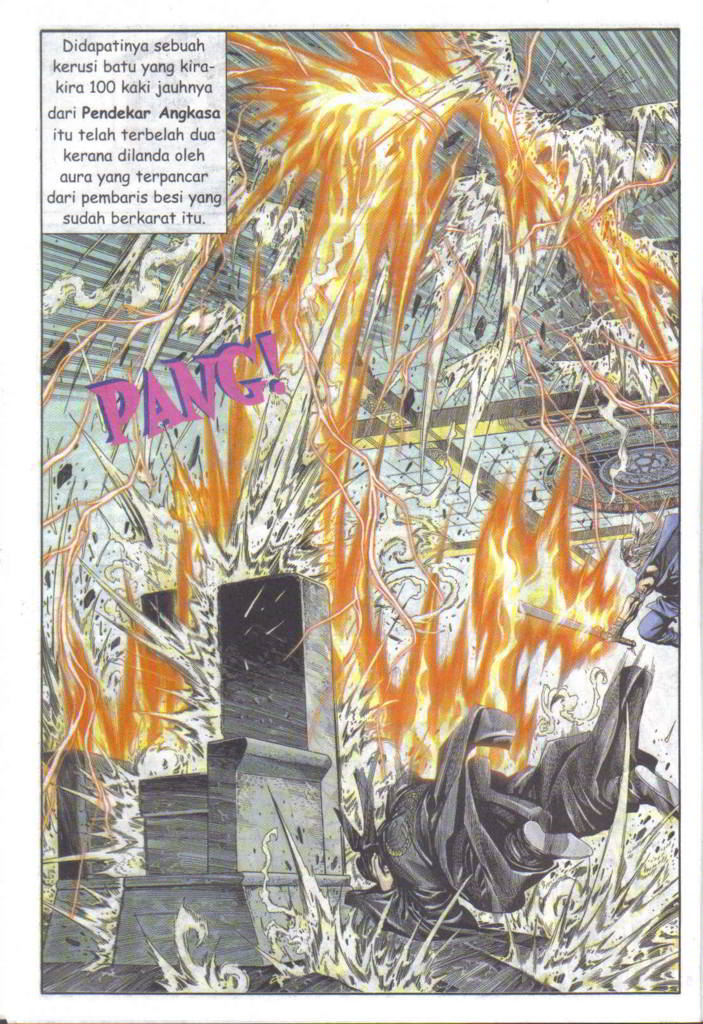 Didapatinya sebuah
kerusi batu yang kira-
kira 100 kaki jauhnya
dari Pendekar Angkasa
itu telah terbelah dua
kerana dilanda oleh
aura yang terpancar
dari pembaris besi yang
sudah berkarat itu.
PANG!